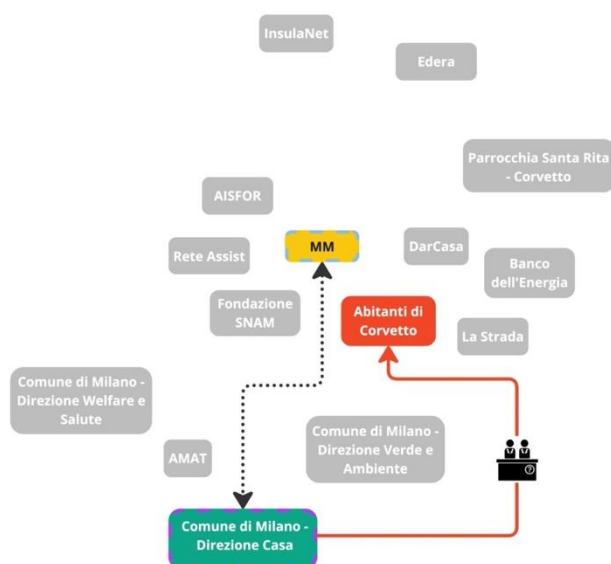 InsulaNet
Edera
Parrocchia Santa Rita
- Corvetto
AISFOR
MM
DarCasa
Rete Assist
Banco
dell'Energia
Fondazione
SNAM
Abitanti di
Corvetto
La Strada
Comune di Milano -
Direzione Welfare e
Salute
Comune di Milano -
Direzione Verde e
Ambiente
AMAT
?
Comune di Milano -
Direzione Casa